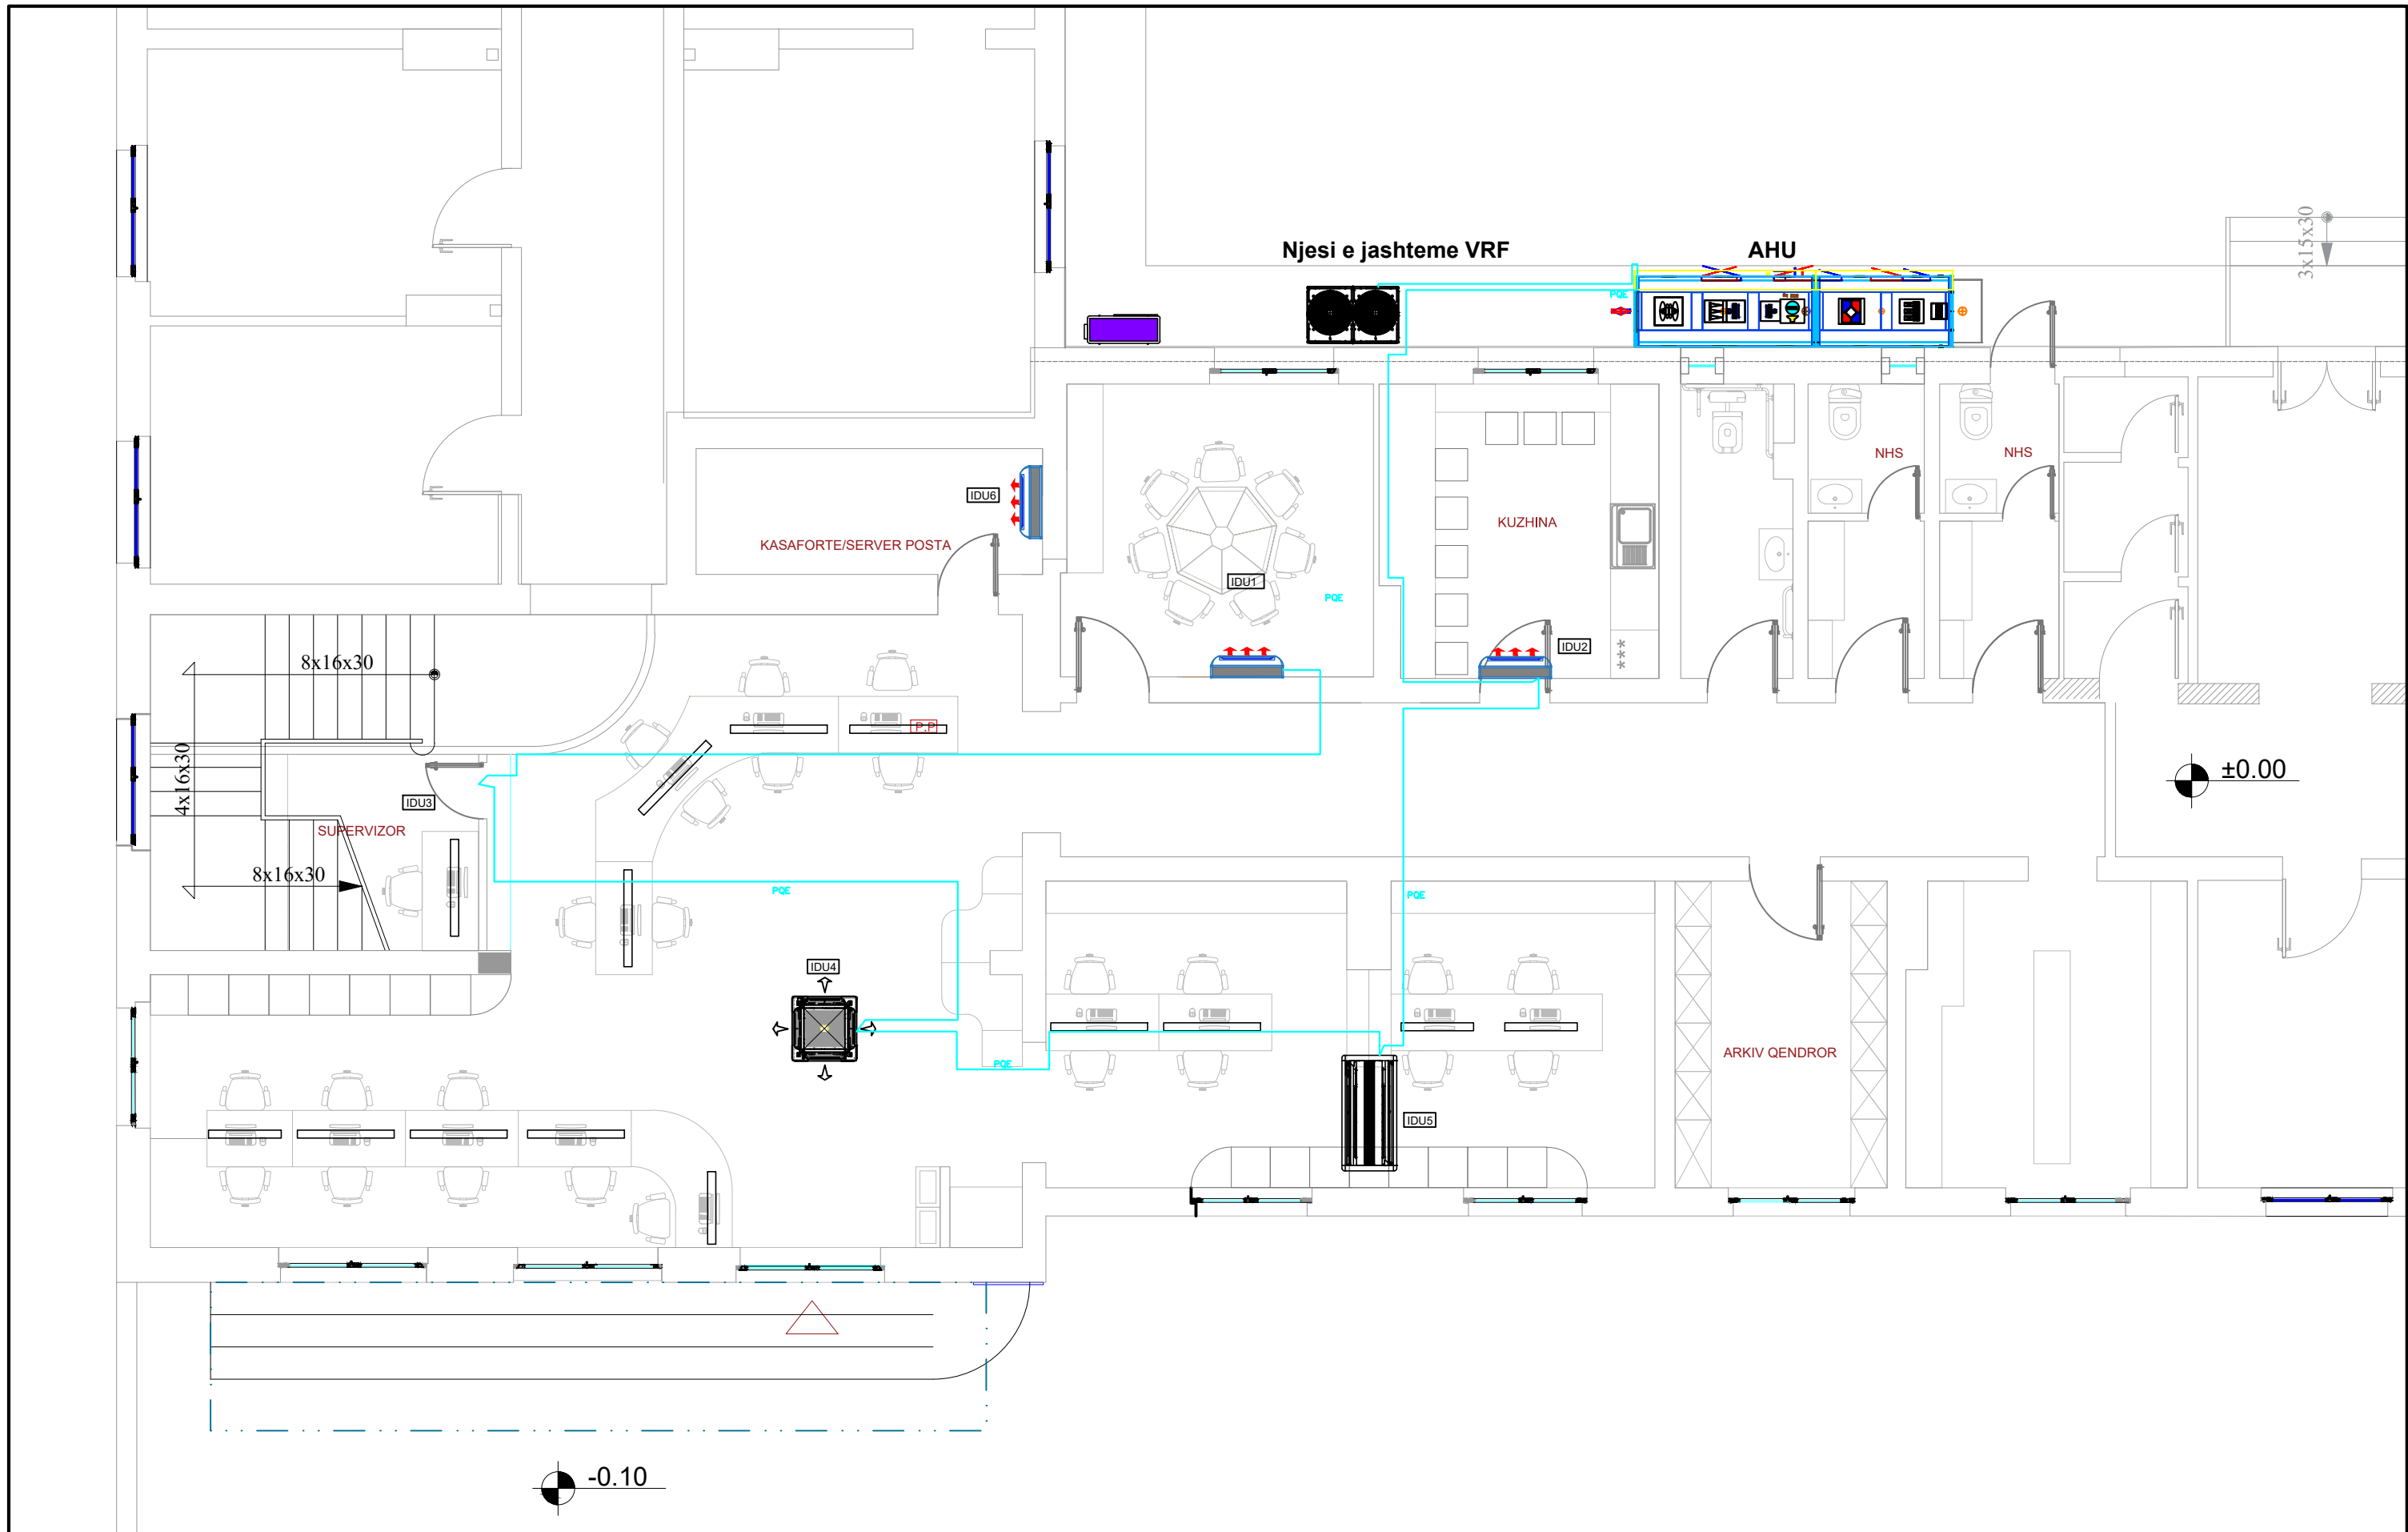 Njesi e jashteme VRF
AHU
3x15x30
PQE
NHS
NHS
IDU6
KUZHINA
KASAFORTE/SERVER POSTA
IDU1
PQE
IDU2
***
8x16x30
P.P
±0.00
4x16x30
IDU3
SUPERVIZOR
8x16x30
PQE
PQE
IDU4
ARKIV QENDROR
PQE
IDU5
-0.10